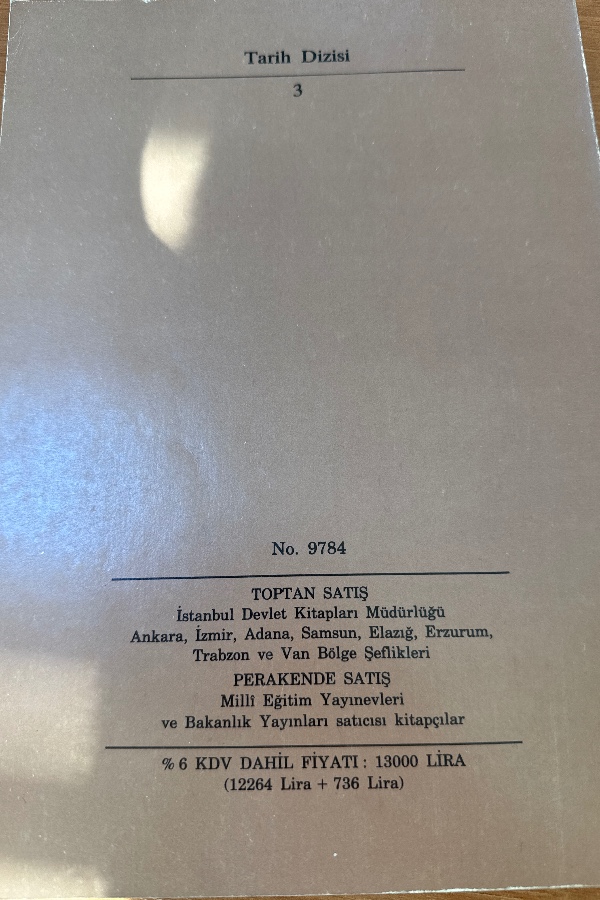 Tarih Dizisi
3
No. 9784
TOPTAN SATIŞ
İstanbul Devlet Kitapları Müdürlüğü
Ankara, İzmir, Adana, Samsun, Elazığ, Erzurum,
Trabzon ve Van Bölge Şeflikleri
PERAKENDE SATIŞ
Millî Eğitim Yayınevleri
ve Bakanlık Yayınları satıcısı kitapçılar
% 6 KDV DAHİL FİYATI : 13000 LİRA
(12264 Lira + 736 Lira)